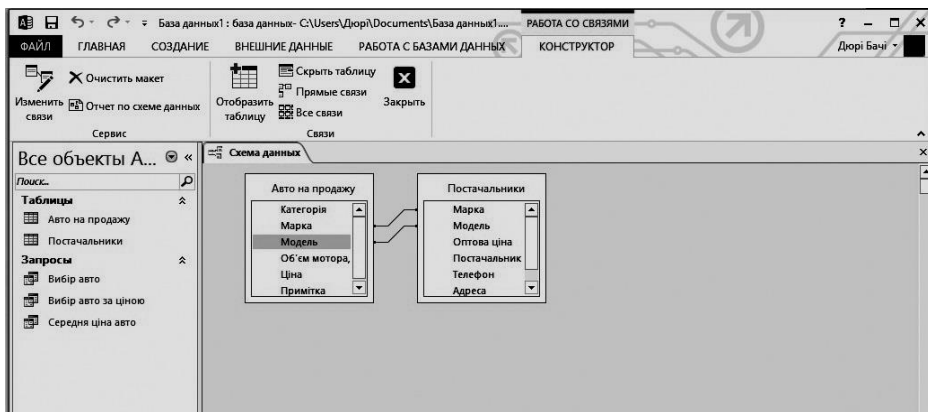 База данных1 : база данных- C:\Users\Дюрі\Documents\База данных1....
РАБОТА СО СВЯЗЯМИ
?
ФАЙЛ ГЛАВНАЯ СОЗДАНИЕ ВНЕШНИЕ ДАННЫЕ РАБОТА С БАЗАМИ ДАННЫХ КОНСТРУКТОР Дюрі Бачі
Изменить связи
Очистить макет
Отчет по схеме данных
Сервис
Отобразить таблицу
Скрыть таблицу
Прямые связи
Все связи
Закрыть
Связи
Все объекты A...
Поиск...
Таблицы
Авто на продажу
Постачальники
Запросы
Вибір авто
Вибір авто за ціною
Середня ціна авто
Схема данных
Авто на продажу
Категорія
Марка
Модель
Об'єм мотора,
Ціна
Примітка
Постачальники
Марка
Модель
Оптова ціна
Постачальник
Телефон
Адреса